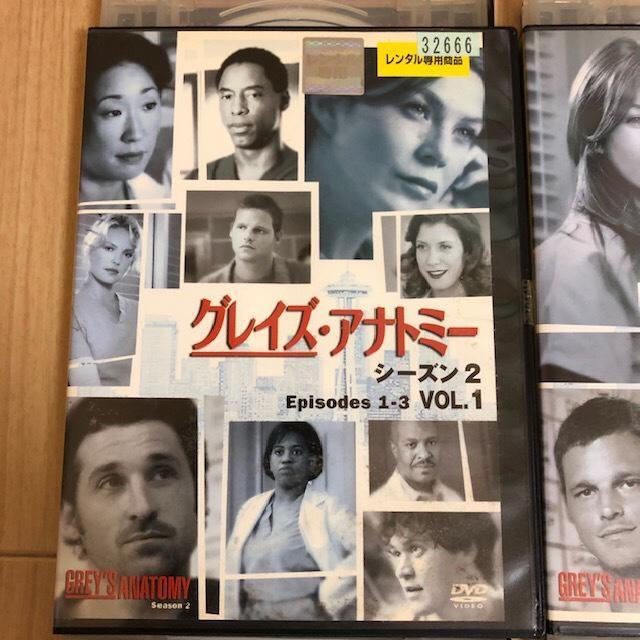 32666
レンタル専用商品
グレイズ・アナトミー
シーズン2
Episodes 1-3 VOL.1
GREY'S ANATOMY
Season 2
DVD
VIDEO
GREY'S ANA